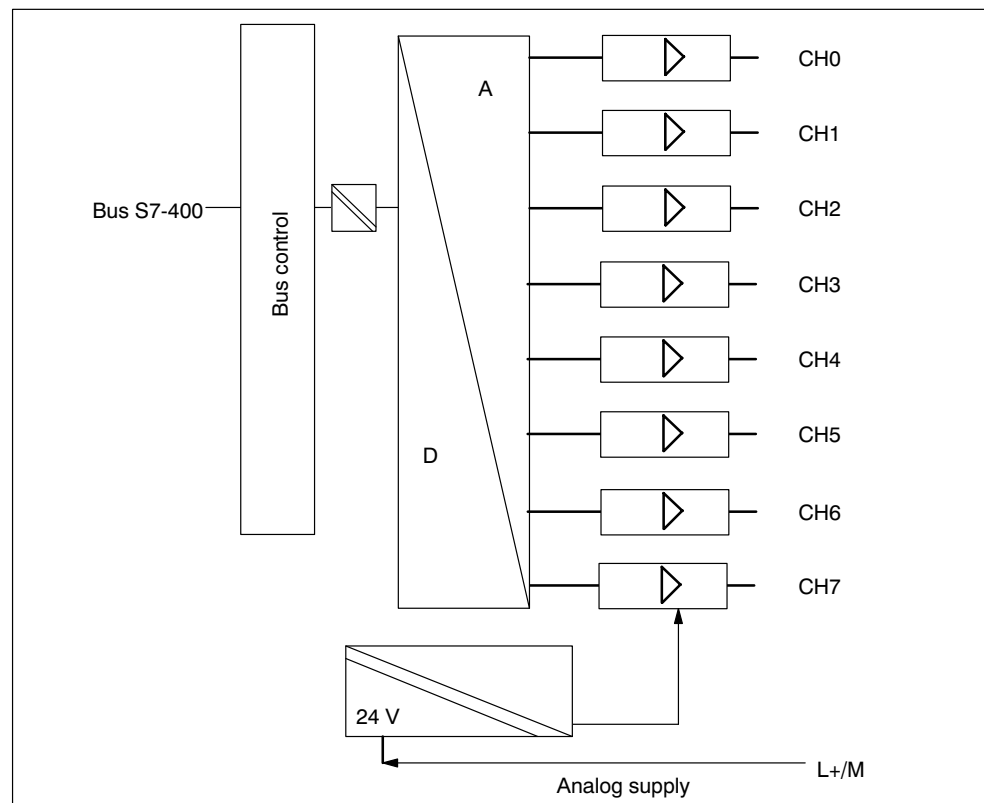 A
CH0
CH1
Bus S7-400
Bus control
CH2
CH3
CH4
D
CH5
CH6
CH7
24 V
L+/M
Analog supply